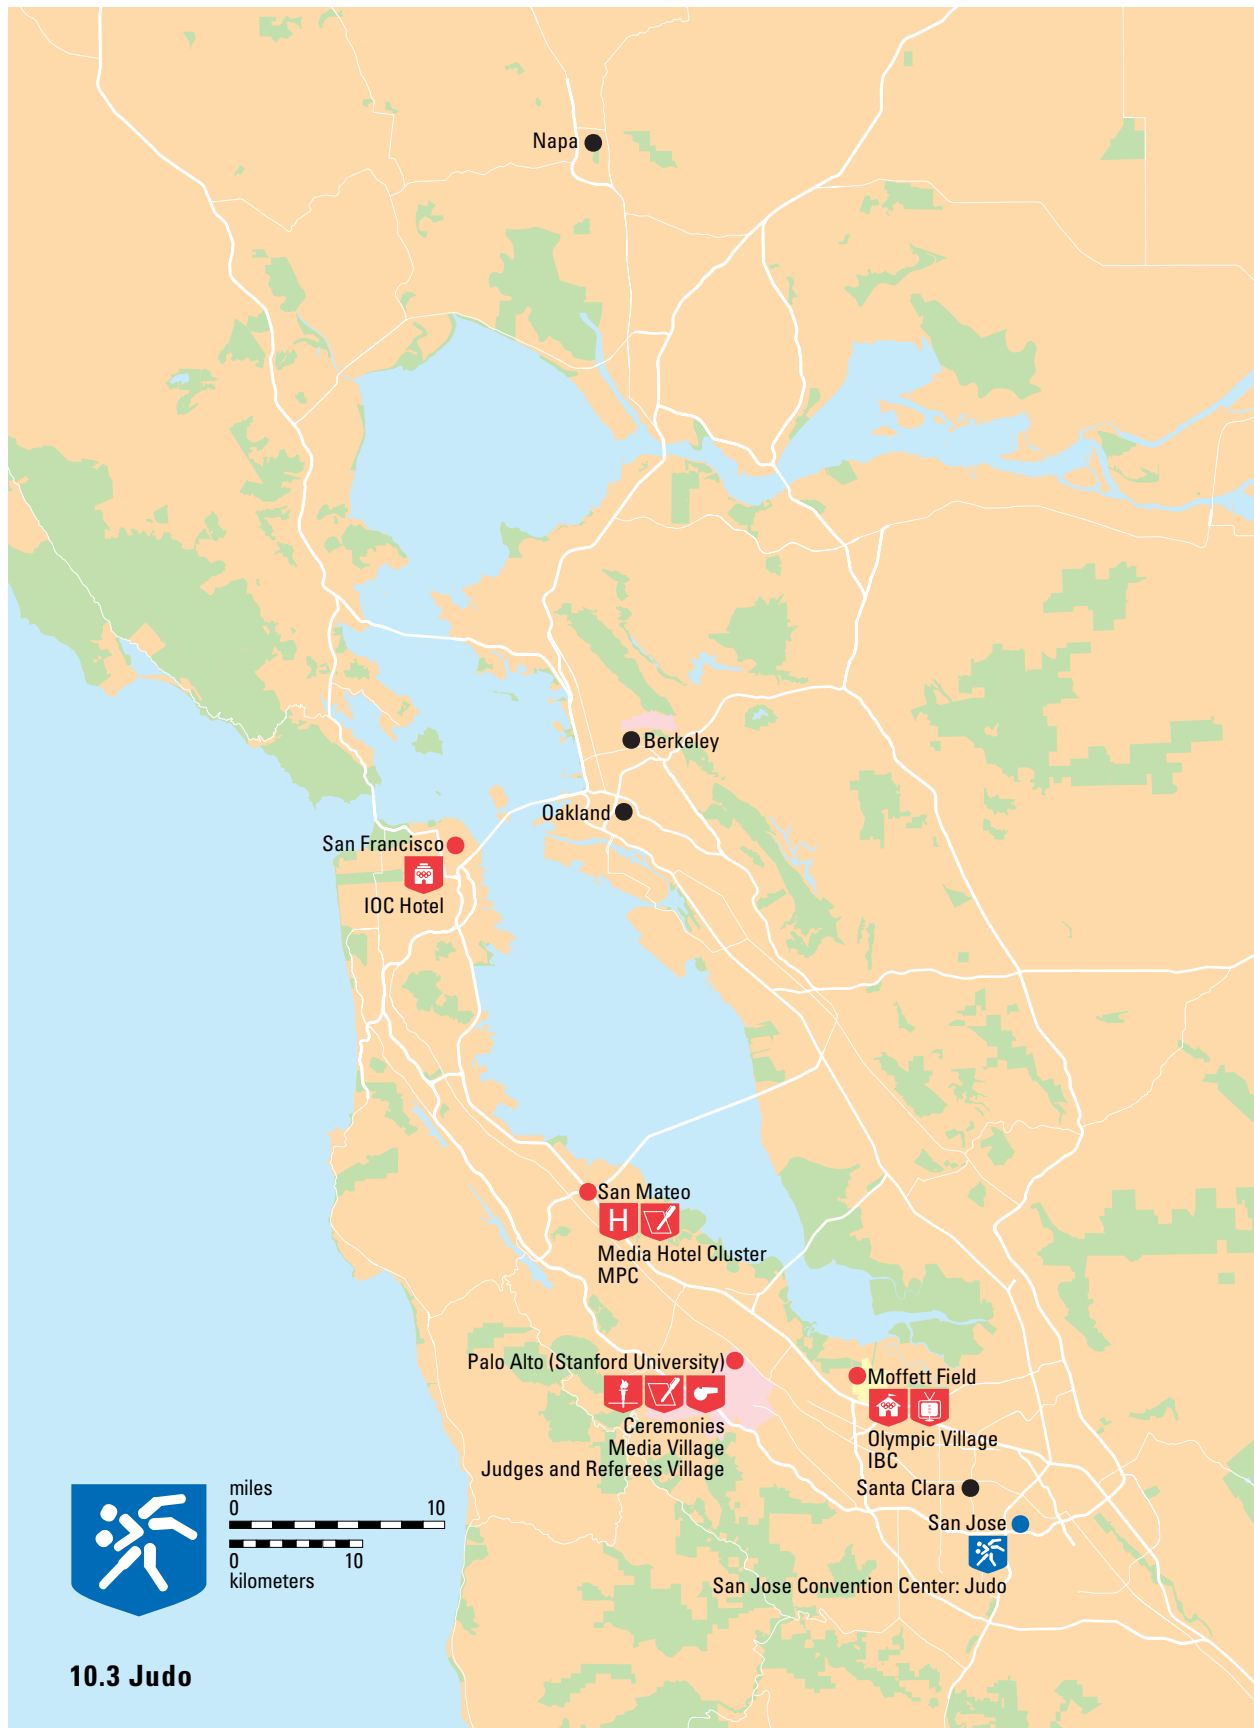 Napa
Berkeley
Oakland
San Francisco
IOC Hotel
San Mateo
H
Media Hotel Cluster
MPC
Palo Alto (Stanford University)
Ceremonies
Media Village
Judges and Referees Village
Moffett Field
Olympic Village
IBC
Santa Clara
San Jose
San Jose Convention Center: Judo
miles
0 10
0 10
kilometers
10.3 Judo